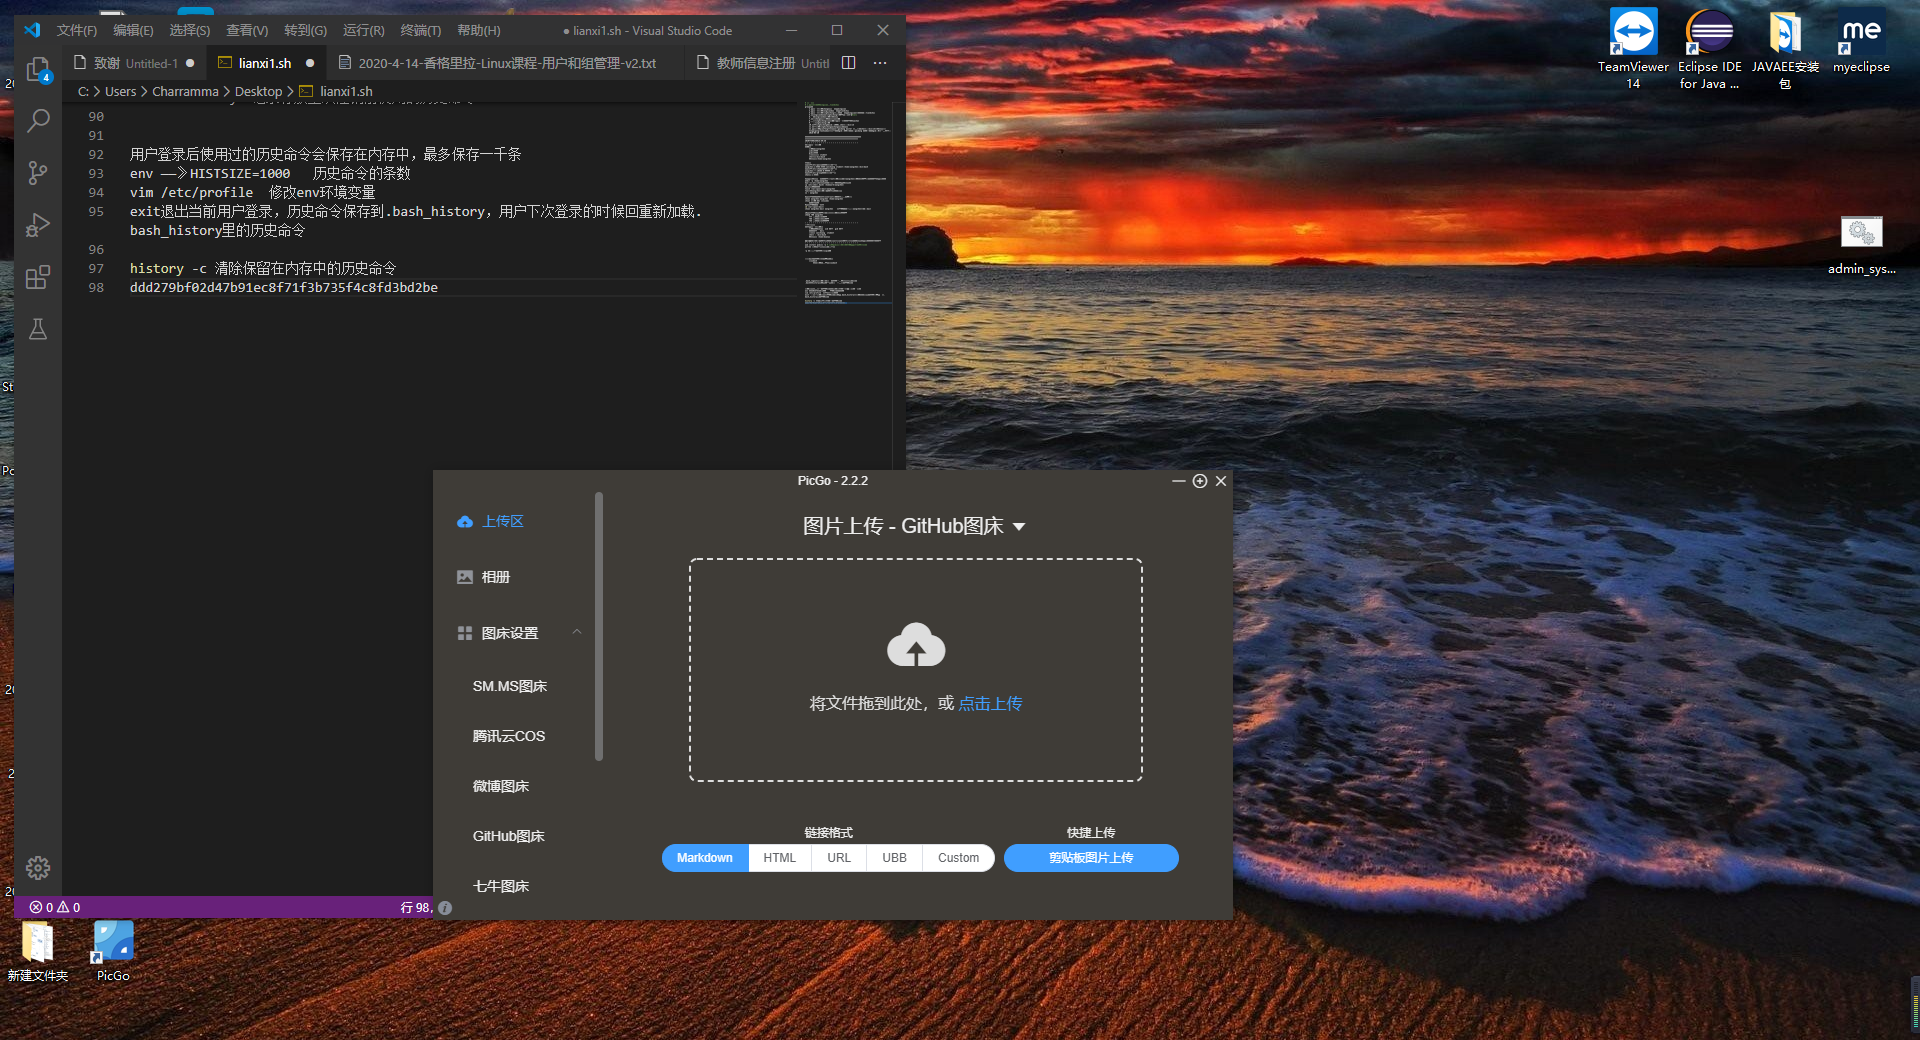 文件(F) 编辑(E) 选择(S) 查看(V) 转到(G) 运行(R) 终端(T) 帮助(H) ● lianxi1.sh - Visual Studio Code
致谢 Untitled-1 ● lianxi1.sh ● 2020-4-14-香格里拉-Linux课程-用户和组管理-v2.txt 教师信息注册 Untitl
C: > Users > Charramma > Desktop > lianxi1.sh
4
90
91
92 用户登录后使用过的历史命令会保存在内存中，最多保存一千条
93 env ——》HISTSIZE=1000 历史命令的条数
94 vim /etc/profile 修改env环境变量
95 exit退出当前用户登录，历史命令保存到.bash_history，用户下次登录的时候回重新加载.
bash_history里的历史命令
96
97 history -c 清除保留在内存中的历史命令
98 ddd279bf02d47b91ec8f71f3b735f4c8fd3bd2be
0 0 行 98,
PicGo - 2.2.2
上传区
相册
图床设置
SM.MS图床
腾讯云COS
微博图床
GitHub图床
七牛图床
图片上传 - GitHub图床
将文件拖到此处，或 点击上传
链接格式 快捷上传
Markdown HTML URL UBB Custom 剪贴板图片上传
TeamViewer
14
Eclipse IDE
for Java ...
JAVAEE安装
包
me
myeclipse
admin_sys...
新建文件夹
PicGo